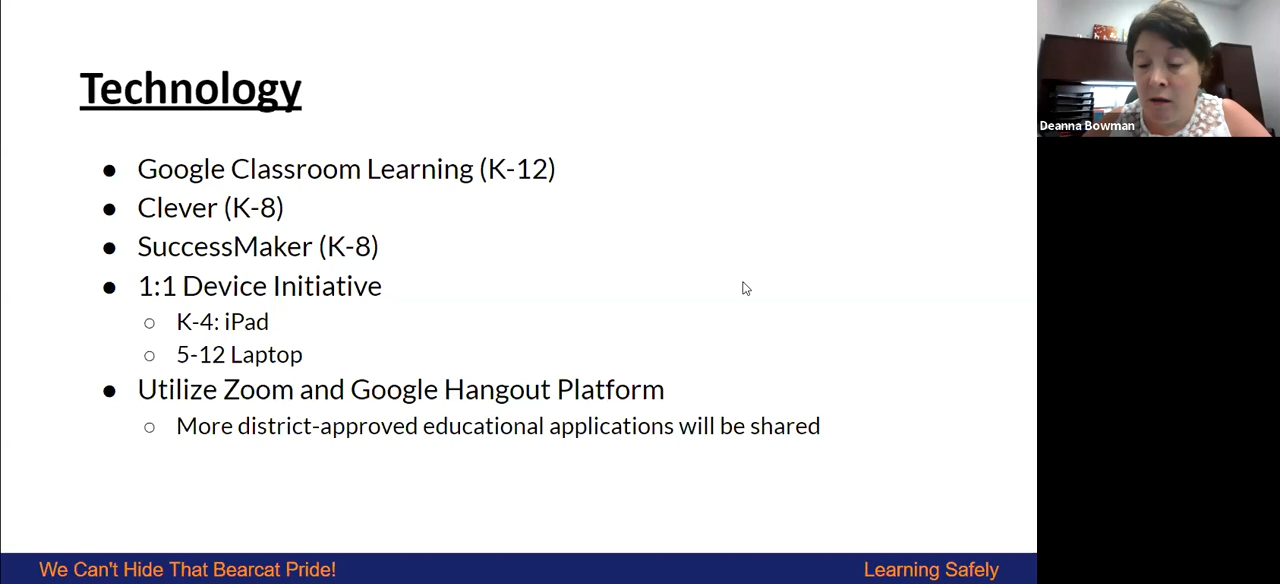 Technology
Google Classroom Learning (K-12)
Clever (K-8)
SuccessMaker (K-8)
1:1 Device Initiative
K-4: iPad
5-12 Laptop
Utilize Zoom and Google Hangout Platform
More district-approved educational applications will be shared
We Can't Hide That Bearcat Pride!
Learning Safely
Deanna Bowman